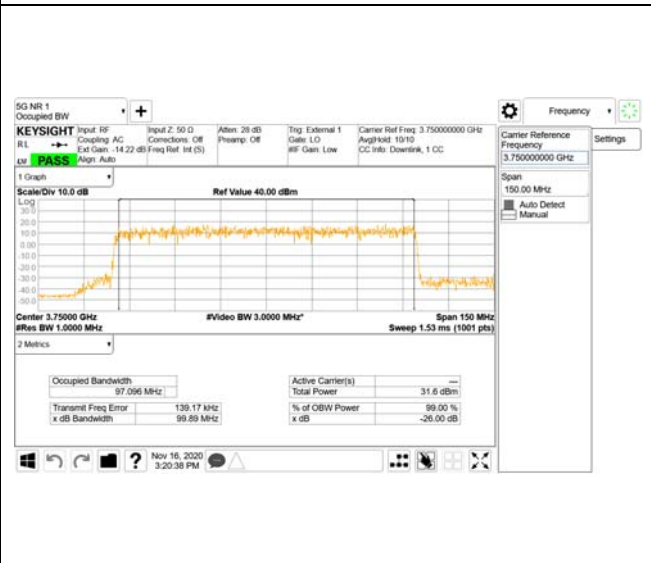 5G NR 1
Occupied BW
+
Frequency
KEYSIGHT
RL
PASS
Input: RF
Coupling: AC
Ext Gain: -14.22 dB
Align: Auto
Input Z: 50 Ω
Corrections: Off
Freq Ref: Int (S)
Atten: 28 dB
Preamp: Off
Trig: External 1
Gate: LO
#IF Gain: Low
Carrier Ref Freq: 3.750000000 GHz
Avg|Hold: 10/10
CC Info: Downlink, 1 CC
Carrier Reference
Frequency
3.750000000 GHz
Span
150.00 MHz
Auto Detect
Manual
Settings
1 Graph
Scale/Div 10.0 dB
Ref Value 40.00 dBm
Log
30.0
20.0
10.0
0.00
-10.0
-20.0
-30.0
-40.0
-50.0
Center 3.75000 GHz
#Video BW 3.0000 MHz*
Span 150 MHz
#Res BW 1.0000 MHz
Sweep 1.53 ms (1001 pts)
2 Metrics
Occupied Bandwidth
97.096 MHz
Active Carrier(s) ---
Total Power 31.6 dBm
Transmit Freq Error 139.17 kHz
x dB Bandwidth 99.89 MHz
% of OBW Power 99.00 %
x dB -26.00 dB
?
Nov 16, 2020
3:20:38 PM